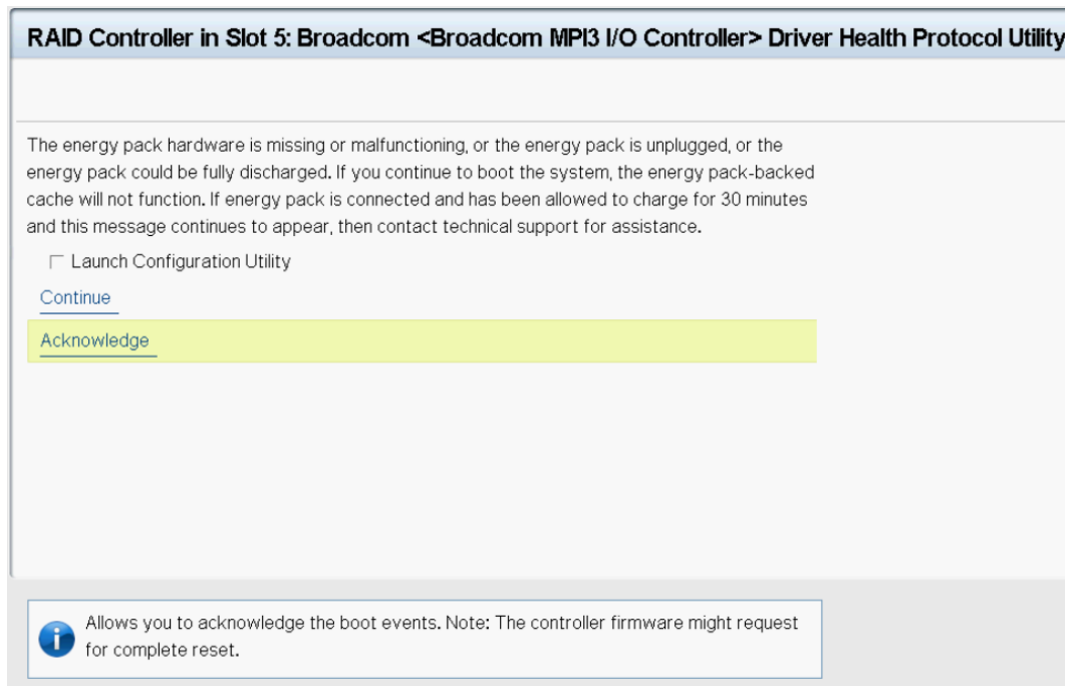 RAID Controller in Slot 5: Broadcom <Broadcom MPI3 I/O Controller> Driver Health Protocol Utility
The energy pack hardware is missing or malfunctioning, or the energy pack is unplugged, or the
energy pack could be fully discharged. If you continue to boot the system, the energy pack-backed
cache will not function. If energy pack is connected and has been allowed to charge for 30 minutes
and this message continues to appear, then contact technical support for assistance.
Launch Configuration Utility
Continue
Acknowledge
Allows you to acknowledge the boot events. Note: The controller firmware might request
for complete reset.